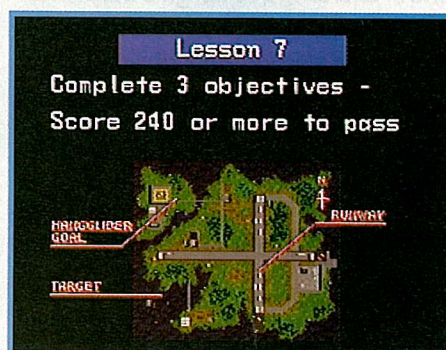 Lesson 7
Complete 3 objectives -
Score 240 or more to pass
N
HANGGLIDER
GOAL
RUNWAY
TARGET